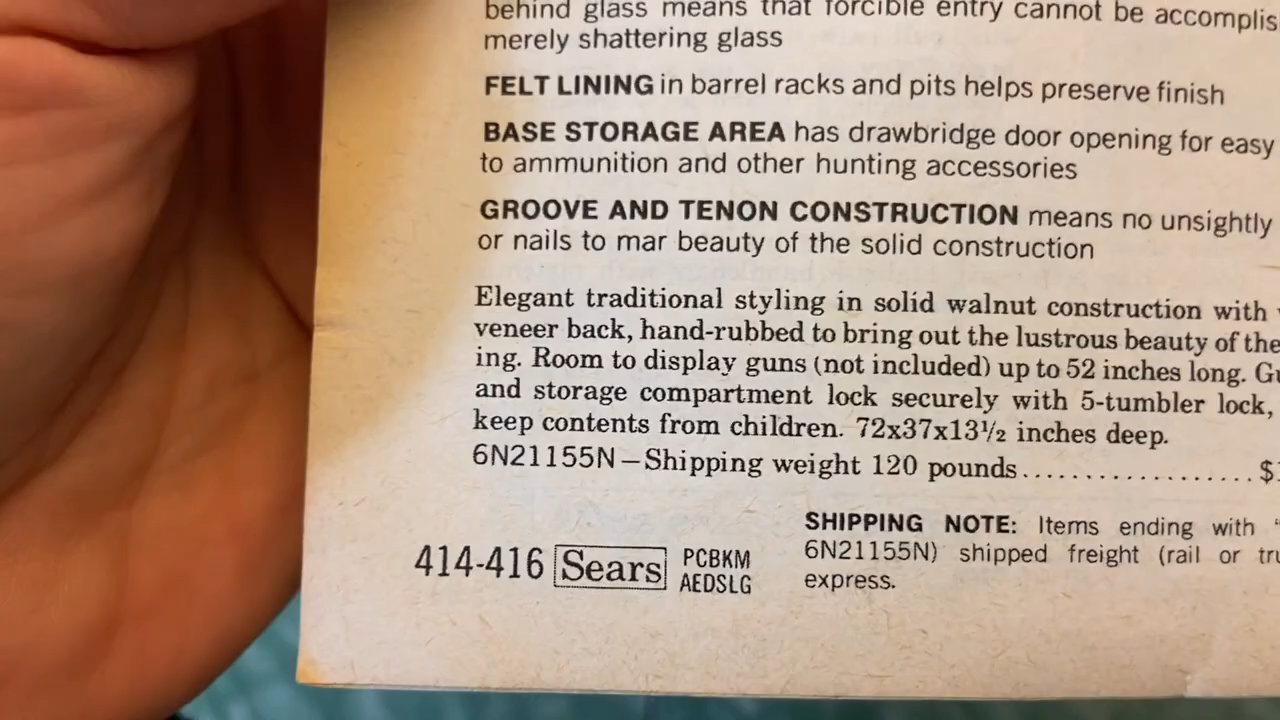 behind glass means that forcible entry cannot be
merely shattering glass
FELT LINING in barrel racks and pits helps preserve finish
BASE STORAGE AREA has drawbridge door opening for easy
to ammunition and other hunting accessories
GROOVE AND TENON CONSTRUCTION means no unsightly
or nails to mar beauty of the solid construction
Elegant traditional styling in solid walnut construction with
veneer back, hand-rubbed to bring out the lustrous beauty of the
ing. Room to display guns (not included) up to 52 inches long.
and storage compartment lock securely with 5-tumbler lock,
keep contents from children. 72x37x13½ inches deep.
6N21155N—Shipping weight 120 pounds.................$
SHIPPING NOTE: Items ending with
6N21155N) shipped freight (rail or
express.
414-416 Sears PCBKM
AEDSLG